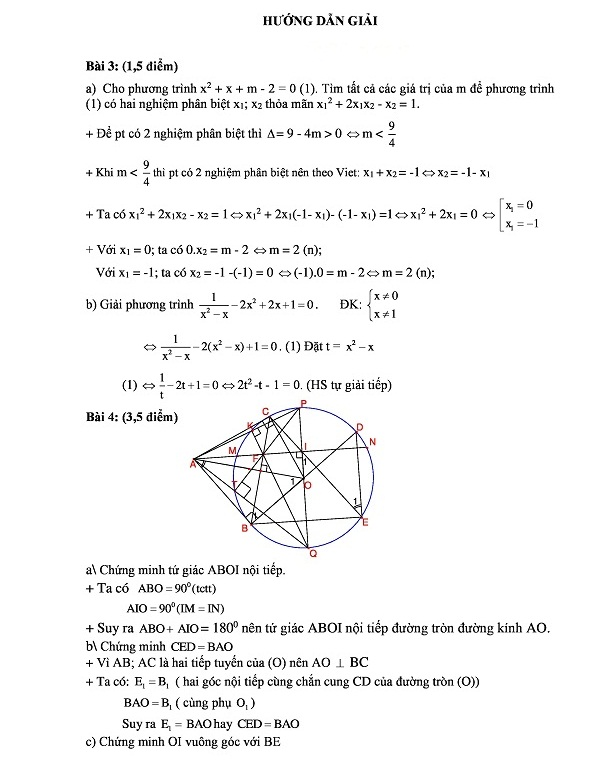 HƯỚNG DẪN GIẢI
Bài 3: (1,5 điểm)
a) Cho phương trình x² + x + m - 2 = 0 (1). Tìm tất cả các giá trị của m để phương trình
(1) có hai nghiệm phân biệt x₁; x₂ thỏa mãn x₁² + 2x₁x₂ - x₂ = 1.
+ Để pt có 2 nghiệm phân biệt thì Δ= 9 - 4m > 0 ⇔ m < 9/4
+ Khi m < 9/4 thì pt có 2 nghiệm phân biệt nên theo Viet: x₁ + x₂ = -1 ⇔ x₂ = -1- x₁
+ Ta có x₁² + 2x₁x₂ - x₂ = 1 ⇔ x₁² + 2x₁(-1- x₁)- (-1- x₁) =1 ⇔ x₁² + 2x₁ = 0 ⇔ [ x₁ = 0
x₁ = −1
+ Với x₁ = 0; ta có 0.x₂ = m - 2 ⇔ m = 2 (n);
Với x₁ = -1; ta có x₂ = -1 -(-1) = 0 ⇔ (-1).0 = m - 2 ⇔ m = 2 (n);
b) Giải phương trình 1/(x² − x) − 2x² + 2x + 1 = 0. ĐK: { x ≠ 0
x ≠ 1
⇔ 1/(x² − x) − 2(x² − x) + 1 = 0. (1) Đặt t = x² − x
(1) ⇔ 1/t − 2t + 1 = 0 ⇔ 2t² -t - 1 = 0. (HS tự giải tiếp)
Bài 4: (3,5 điểm)
C P
K D
M I N
A F 1
1 O
T
1 1
B E
Q
a\ Chứng minh tứ giác ABOI nội tiếp.
+ Ta có ABO = 90⁰ (tctt)
AIO = 90⁰ (IM = IN)
+ Suy ra ABO + AIO = 180⁰ nên tứ giác ABOI nội tiếp đường tròn đường kính AO.
b\ Chứng minh CED = BAO
+ Vì AB; AC là hai tiếp tuyến của (O) nên AO ⊥ BC
+ Ta có: E₁ = B₁ ( hai góc nội tiếp cùng chắn cung CD của đường tròn (O))
BAO = B₁ ( cùng phụ O₁ )
Suy ra E₁ = BAO hay CED = BAO
c) Chứng minh OI vuông góc với BE